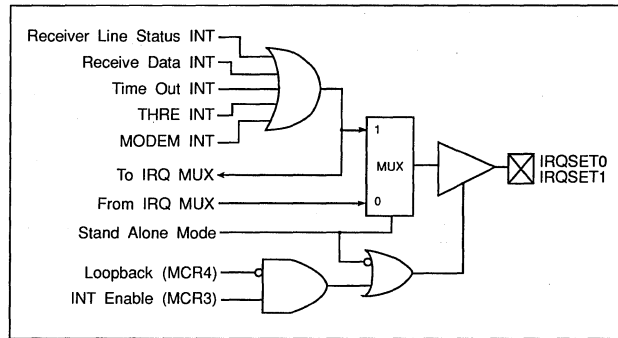 Receiver Line Status INT
Receive Data INT
Time Out INT
THRE INT
MODEM INT
To IRQ MUX
From IRQ MUX
Stand Alone Mode
Loopback (MCR4)
INT Enable (MCR3)
1
MUX
0
IRQSET0
IRQSET1